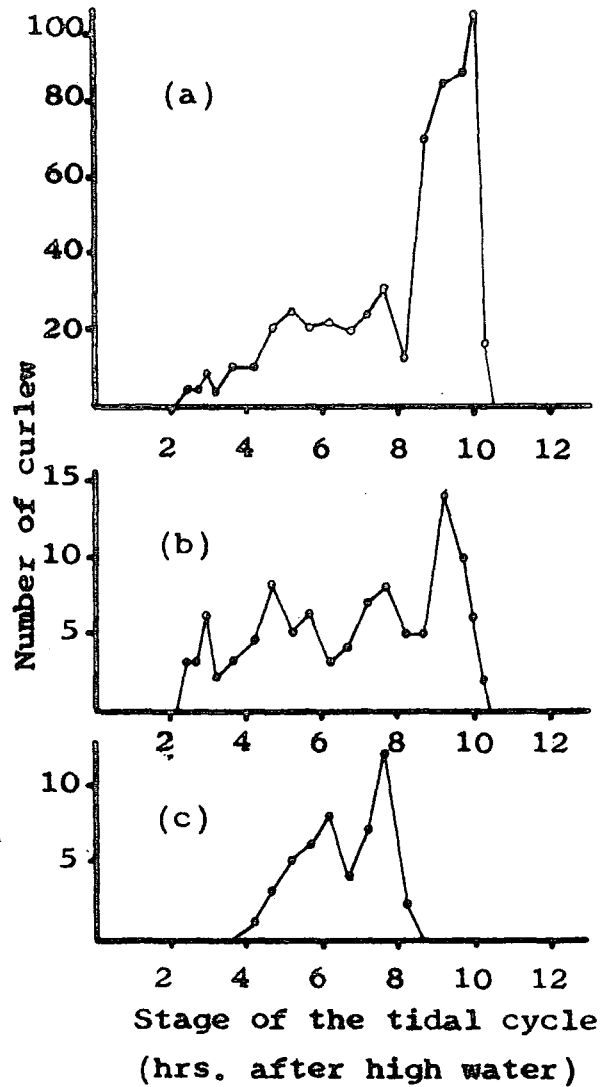 100
80
60
40
20
(a)
2 4 6 8 10 12
Number of curlew
15
10
5
(b)
2 4 6 8 10 12
10
5
(c)
2 4 6 8 10 12
Stage of the tidal cycle
(hrs. after high water)